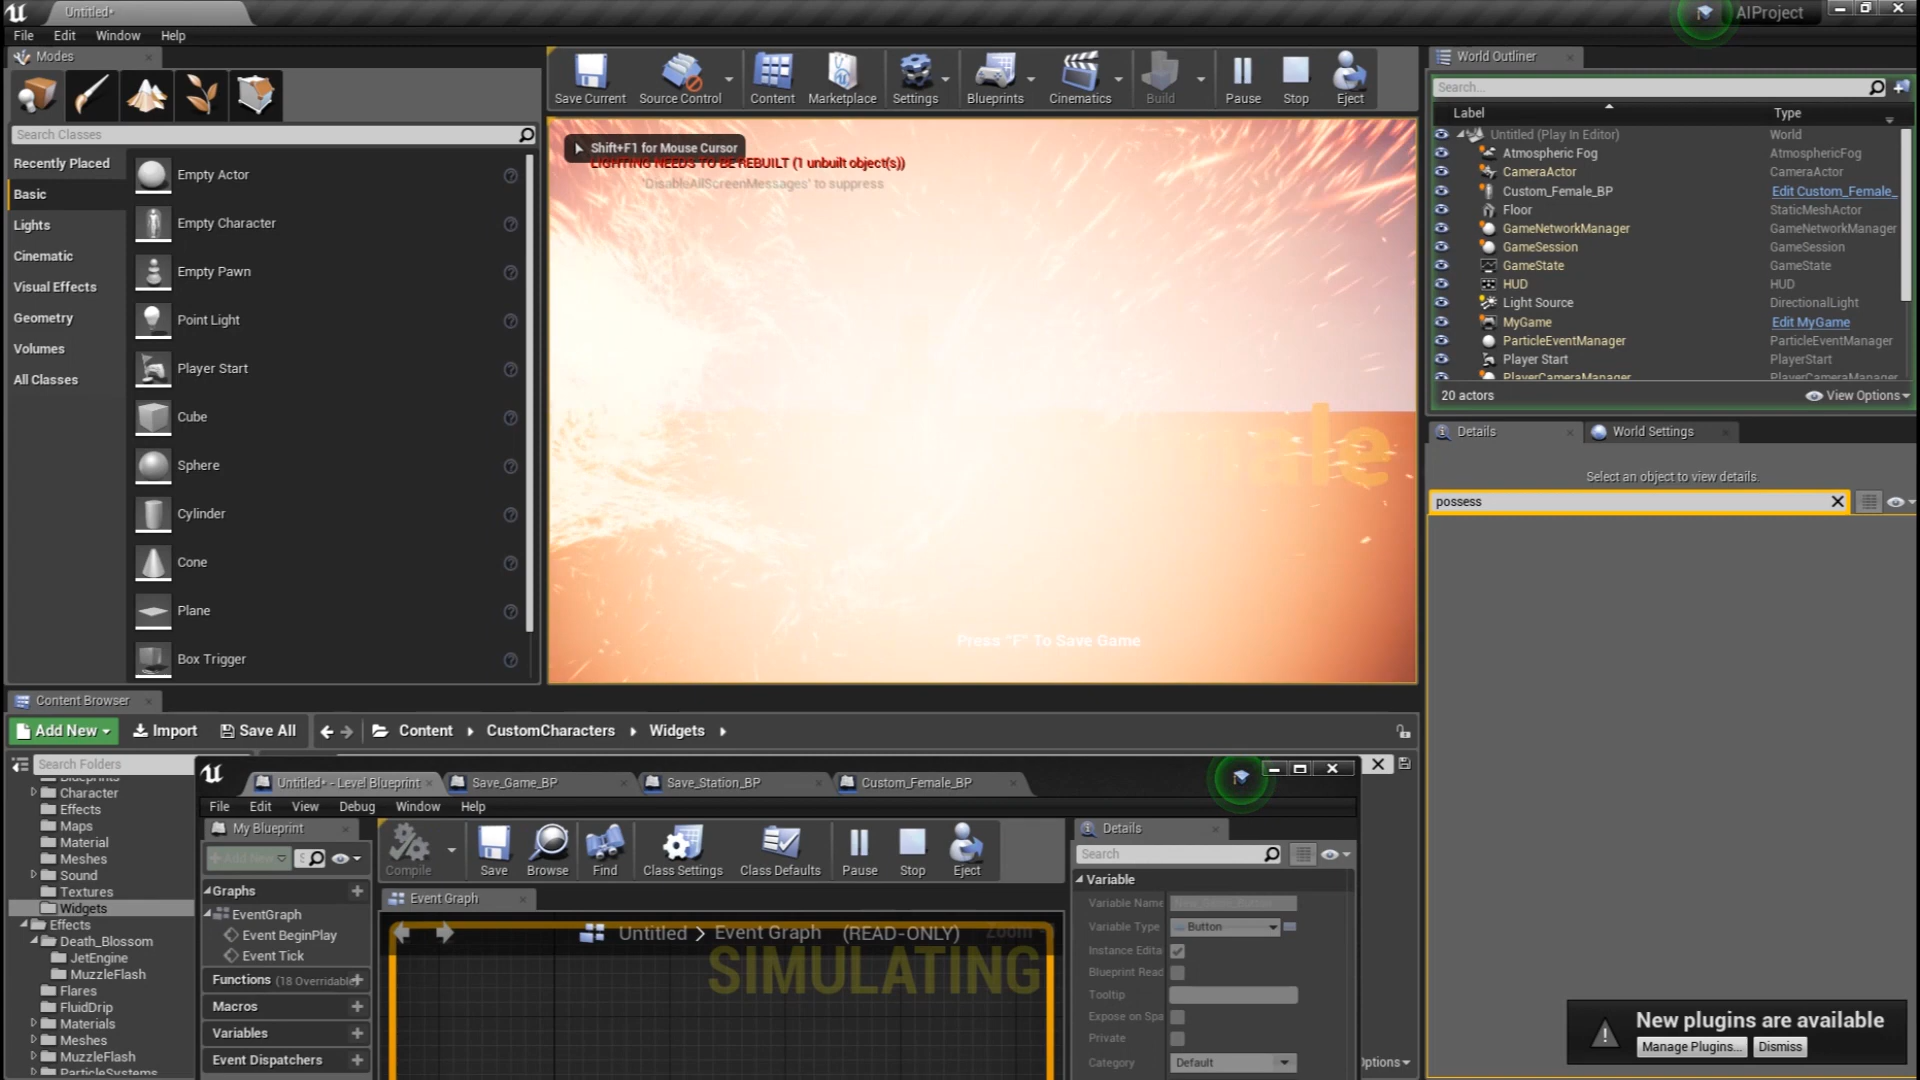 Untitled*
AIProject
File Edit Window Help
Modes
Search Classes
Recently Placed
Basic
Lights
Cinematic
Visual Effects
Geometry
Volumes
All Classes
Empty Actor
Empty Character
Empty Pawn
Point Light
Player Start
Cube
Sphere
Cylinder
Cone
Plane
Box Trigger
Save Current
Source Control
Content
Marketplace
Settings
Blueprints
Cinematics
Build
Pause
Stop
Eject
Shift+F1 for Mouse Cursor
LIGHTING NEEDS TO BE REBUILT (1 unbuilt object(s))
'DisableAllScreenMessages' to suppress
ale
Press "F" To Save Game
World Outliner
Search...
Label Type
Untitled (Play In Editor) World
Atmospheric Fog AtmosphericFog
CameraActor CameraActor
Custom_Female_BP Edit Custom_Female_
Floor StaticMeshActor
GameNetworkManager GameNetworkManager
GameSession GameSession
GameState GameState
HUD HUD
Light Source DirectionalLight
MyGame Edit MyGame
ParticleEventManager ParticleEventManager
Player Start PlayerStart
PlayerCameraManager PlayerCameraManager
20 actors View Options
Details World Settings
Select an object to view details.
possess
Content Browser
Add New Import Save All Content CustomCharacters Widgets
Search Folders
Blueprints
Character
Effects
Maps
Material
Meshes
Sound
Textures
Widgets
Effects
Death_Blossom
JetEngine
MuzzleFlash
Flares
FluidDrip
Materials
Meshes
MuzzleFlash
ParticleSystems
Untitled* - Level Blueprint Save_Game_BP Save_Station_BP Custom_Female_BP
File Edit View Debug Window Help
My Blueprint
Add New
Graphs
EventGraph
Event BeginPlay
Event Tick
Functions (18 Overridable
Macros
Variables
Event Dispatchers
Compile
Save
Browse
Find
Class Settings
Class Defaults
Pause
Stop
Eject
Event Graph
Untitled > Event Graph (READ-ONLY) Zoom
SIMULATING
Details
Search
Variable
Variable Name
Variable Type Button
Instance Edita
Blueprint Read
Tooltip
Expose on Spa
Private
Category Default
Options
New plugins are available
Manage Plugins... Dismiss